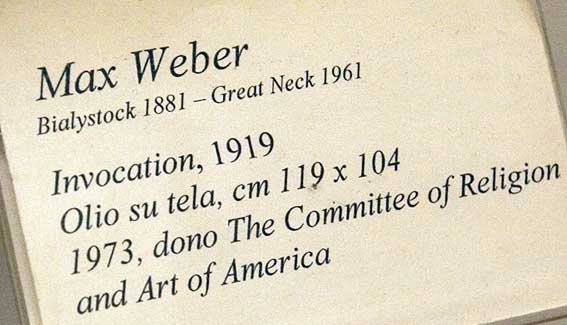 Max Weber
Bialystock 1881 – Great Neck 1961
Invocation, 1919
Olio su tela, cm 119 x 104
1973, dono The Committee of Religion
and Art of America